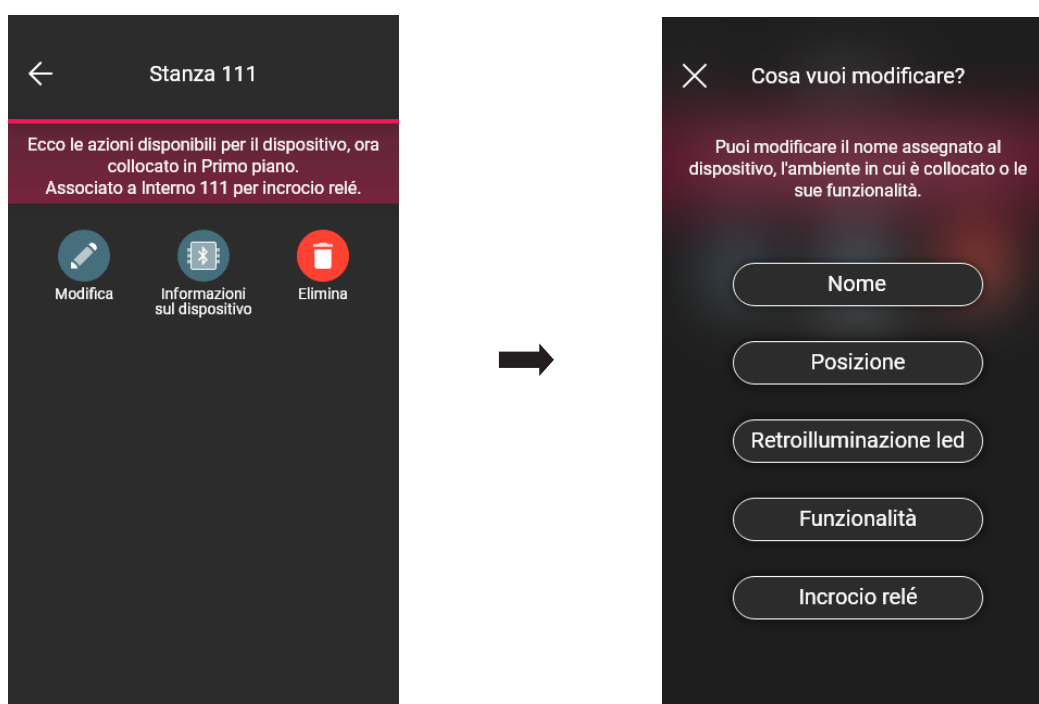 Stanza 111
Ecco le azioni disponibili per il dispositivo, ora
collocato in Primo piano.
Associato a Interno 111 per incrocio relé.
Modifica
Informazioni
sul dispositivo
Elimina
Cosa vuoi modificare?
Puoi modificare il nome assegnato al
dispositivo, l'ambiente in cui è collocato o le
sue funzionalità.
Nome
Posizione
Retroilluminazione led
Funzionalità
Incrocio relé